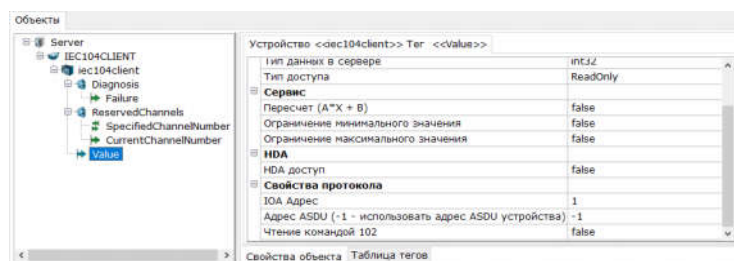 Объекты
Server
IEC104CLIENT
iec104client
Diagnosis
Failure
ReservedChannels
SpecifiedChannelNumber
CurrentChannelNumber
Value
Устройство <<iec104client>> Тег <<Value>>
Тип данных в сервере int32
Тип доступа ReadOnly
Сервис
Пересчет (A*X + B) false
Ограничение минимального значения false
Ограничение максимального значения false
HDA
HDA доступ false
Свойства протокола
IOA Адрес 1
Адрес ASDU (-1 - использовать адрес ASDU устройства) -1
Чтение командой 102 false
Свойства объекта Таблица тегов